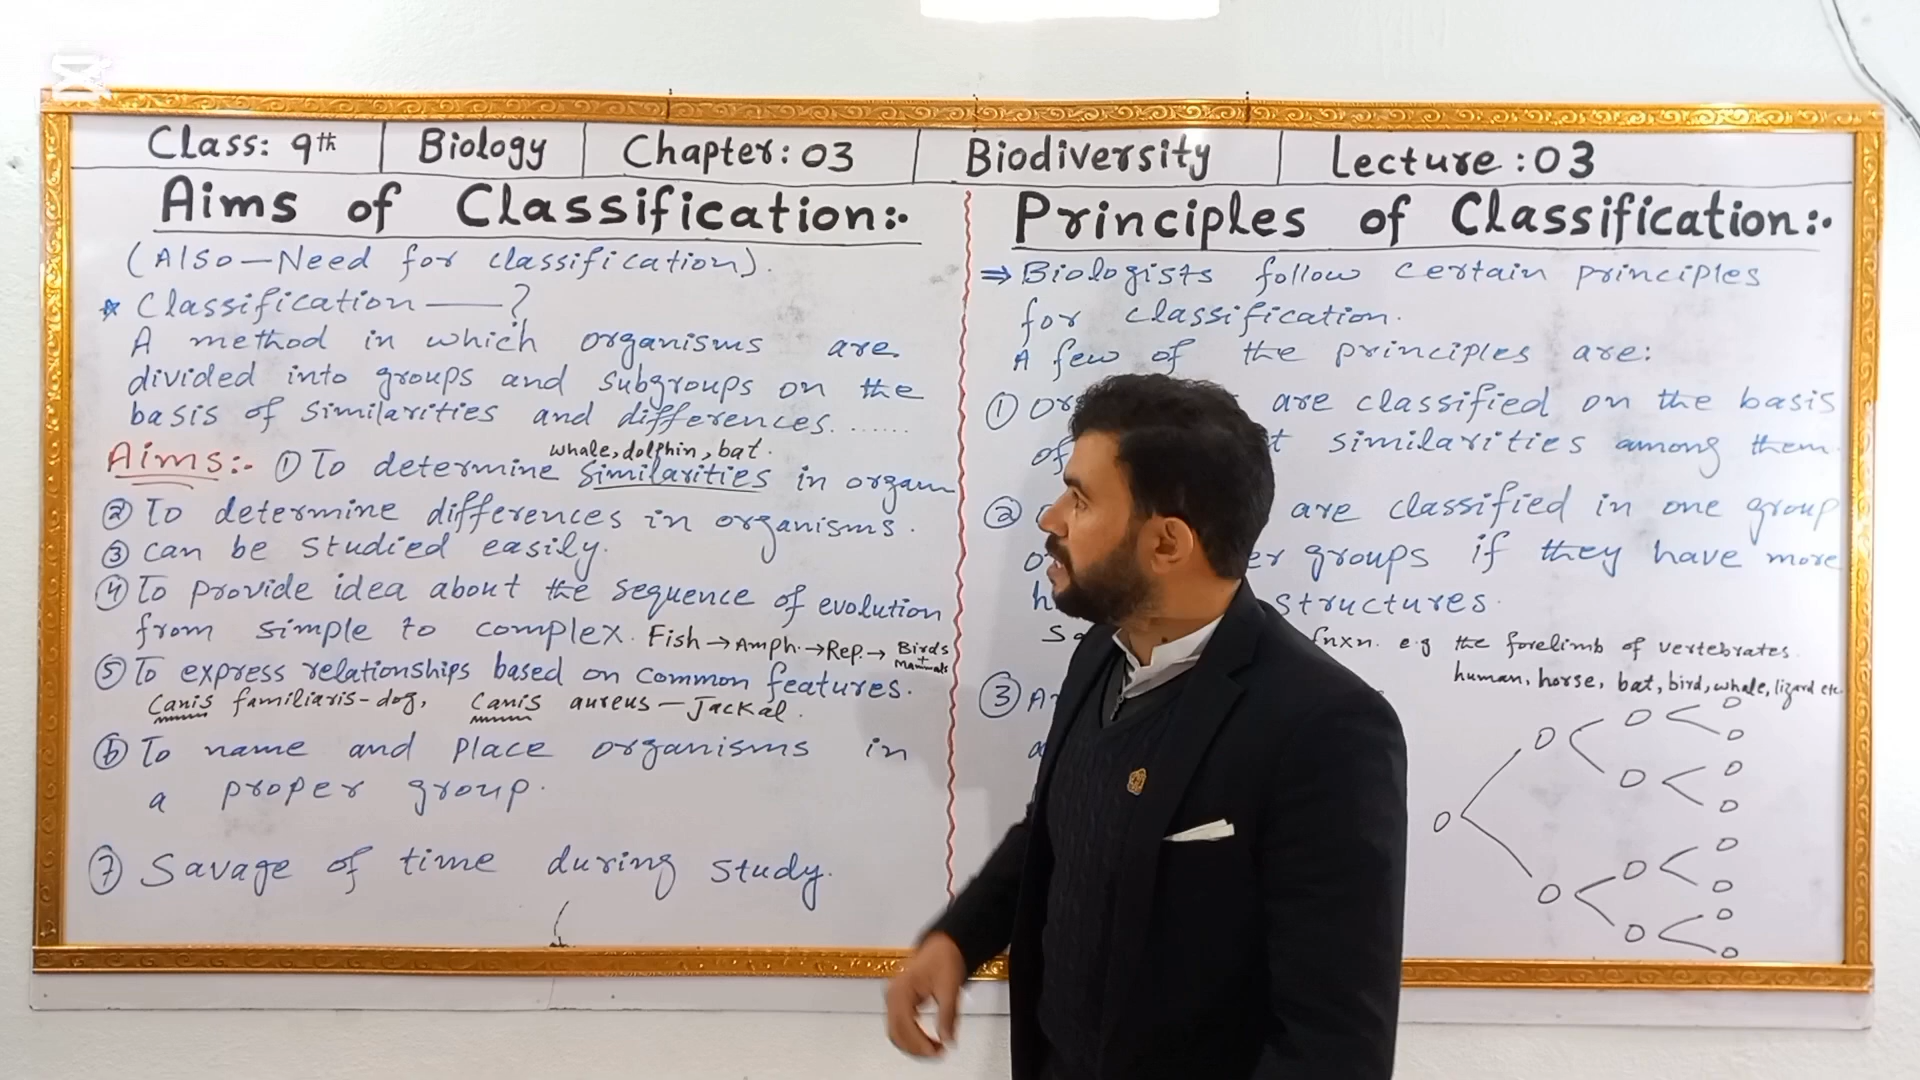 Class: 9th Biology Chapter: 03 Biodiversity Lecture: 03
Aims of Classification:.
(Also - Need for classification).
* Classification —— ?
A method in which organisms are
divided into groups and subgroups on the
basis of similarities and differences. ......
whale, dolphin, bat.
Aims:- ① To determine similarities in organ
② To determine differences in organisms.
③ can be studied easily.
④ To provide idea about the sequence of evolution
from simple to complex. Fish → Amph. → Rep. → Birds + Mammals
⑤ To express relationships based on common features.
Canis familiaris - dog, Canis aureus — Jackal.
⑥ To name and place organisms in
a proper group.
⑦ Savage of time during study.
Principles of Classification:.
⇒ Biologists follow certain principles
for classification.
A few of the principles are:
① are classified on the basis
of similarities among them.
② are classified in one group
groups if they have more
structures.
fnxn. e.g the forelimb of vertebrates.
human, horse, bat, bird, whale, lizard etc.
③